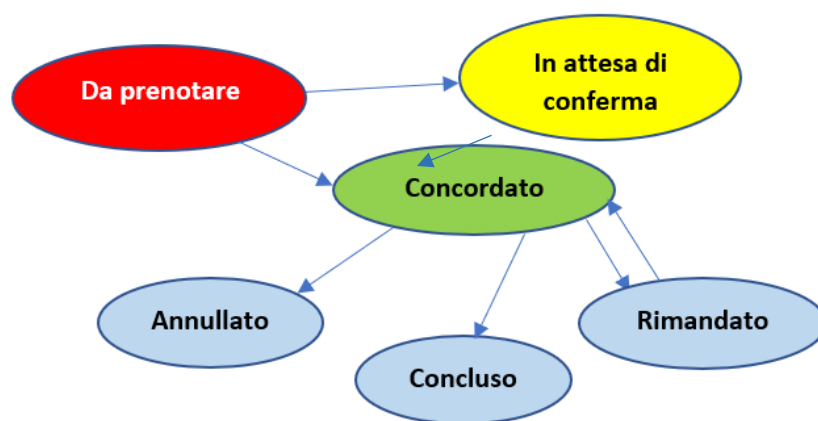 Da prenotare
In attesa di
conferma
Concordato
Annullato
Rimandato
Concluso